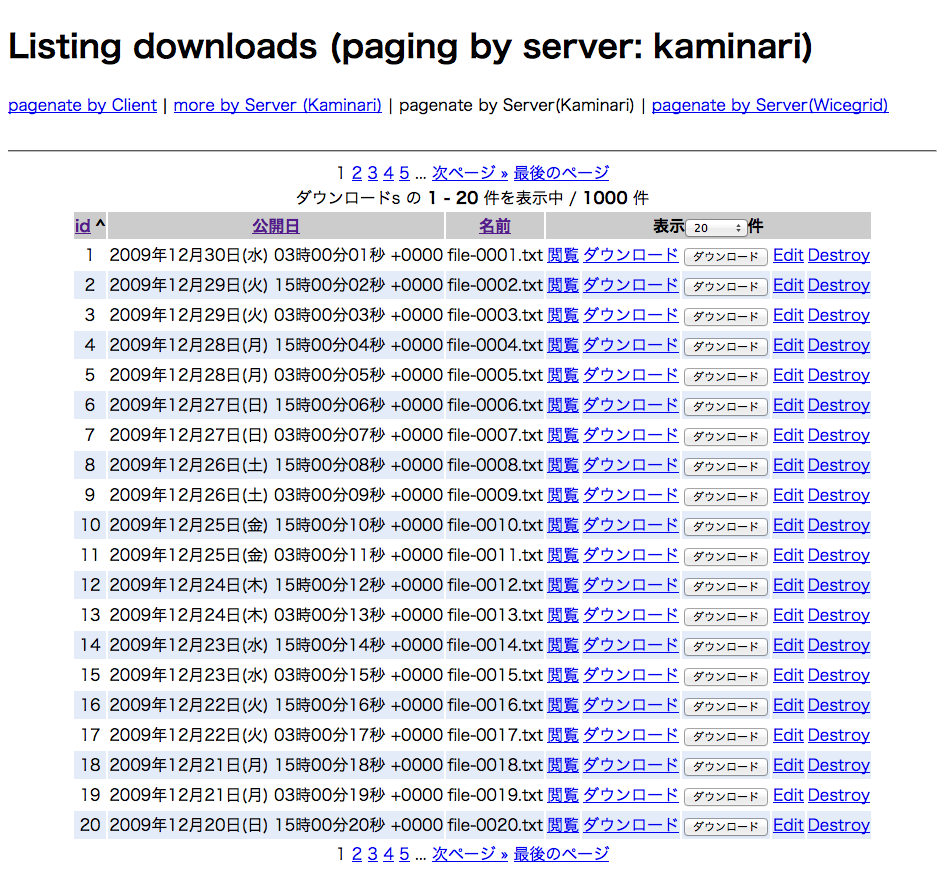 Listing downloads (paging by server: kaminari)
pagenate by Client | more by Server (Kaminari) | pagenate by Server(Kaminari) | pagenate by Server(Wicegrid)
1 2 3 4 5 ... 次ページ » 最後のページ
ダウンロードs の 1 - 20 件を表示中 / 1000 件
id ^ 公開日 名前 表示 20 件
1 2009年12月30日(水) 03時00分01秒 +0000 file-0001.txt 閲覧 ダウンロード ダウンロード Edit Destroy
2 2009年12月29日(火) 15時00分02秒 +0000 file-0002.txt 閲覧 ダウンロード ダウンロード Edit Destroy
3 2009年12月29日(火) 03時00分03秒 +0000 file-0003.txt 閲覧 ダウンロード ダウンロード Edit Destroy
4 2009年12月28日(月) 15時00分04秒 +0000 file-0004.txt 閲覧 ダウンロード ダウンロード Edit Destroy
5 2009年12月28日(月) 03時00分05秒 +0000 file-0005.txt 閲覧 ダウンロード ダウンロード Edit Destroy
6 2009年12月27日(日) 15時00分06秒 +0000 file-0006.txt 閲覧 ダウンロード ダウンロード Edit Destroy
7 2009年12月27日(日) 03時00分07秒 +0000 file-0007.txt 閲覧 ダウンロード ダウンロード Edit Destroy
8 2009年12月26日(土) 15時00分08秒 +0000 file-0008.txt 閲覧 ダウンロード ダウンロード Edit Destroy
9 2009年12月26日(土) 03時00分09秒 +0000 file-0009.txt 閲覧 ダウンロード ダウンロード Edit Destroy
10 2009年12月25日(金) 15時00分10秒 +0000 file-0010.txt 閲覧 ダウンロード ダウンロード Edit Destroy
11 2009年12月25日(金) 03時00分11秒 +0000 file-0011.txt 閲覧 ダウンロード ダウンロード Edit Destroy
12 2009年12月24日(木) 15時00分12秒 +0000 file-0012.txt 閲覧 ダウンロード ダウンロード Edit Destroy
13 2009年12月24日(木) 03時00分13秒 +0000 file-0013.txt 閲覧 ダウンロード ダウンロード Edit Destroy
14 2009年12月23日(水) 15時00分14秒 +0000 file-0014.txt 閲覧 ダウンロード ダウンロード Edit Destroy
15 2009年12月23日(水) 03時00分15秒 +0000 file-0015.txt 閲覧 ダウンロード ダウンロード Edit Destroy
16 2009年12月22日(火) 15時00分16秒 +0000 file-0016.txt 閲覧 ダウンロード ダウンロード Edit Destroy
17 2009年12月22日(火) 03時00分17秒 +0000 file-0017.txt 閲覧 ダウンロード ダウンロード Edit Destroy
18 2009年12月21日(月) 15時00分18秒 +0000 file-0018.txt 閲覧 ダウンロード ダウンロード Edit Destroy
19 2009年12月21日(月) 03時00分19秒 +0000 file-0019.txt 閲覧 ダウンロード ダウンロード Edit Destroy
20 2009年12月20日(日) 15時00分20秒 +0000 file-0020.txt 閲覧 ダウンロード ダウンロード Edit Destroy
1 2 3 4 5 ... 次ページ » 最後のページ